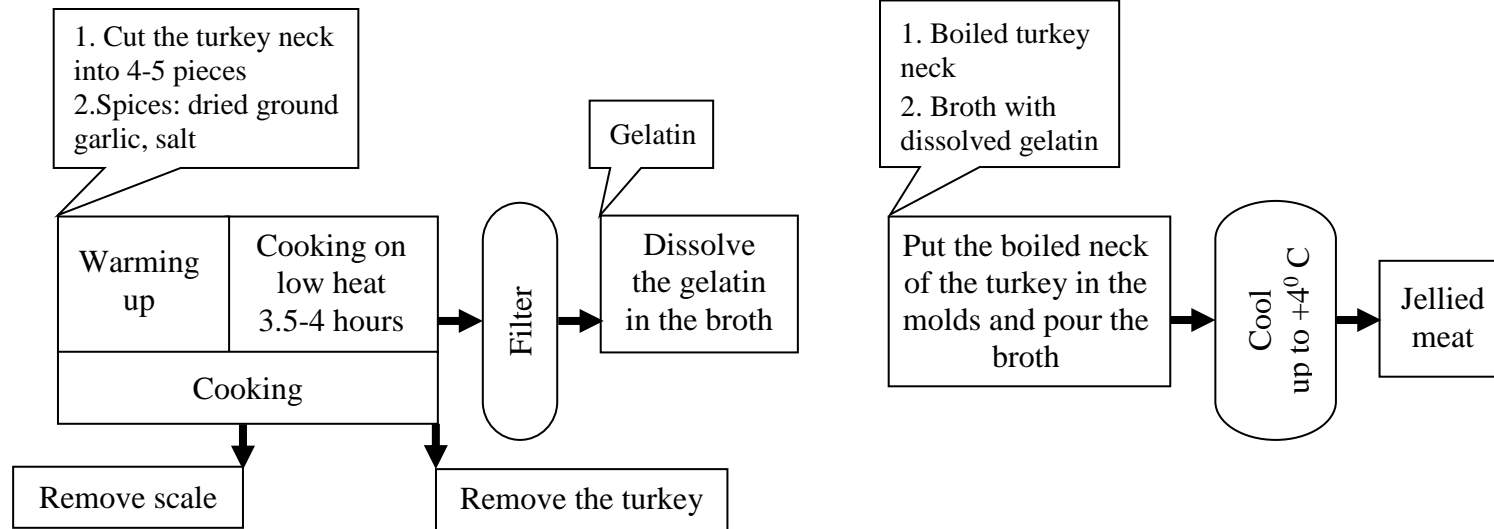 1. Cut the turkey neck
into 4-5 pieces
2.Spices: dried ground
garlic, salt
Warming
up
Cooking on
low heat
3.5-4 hours
Cooking
Remove scale
Remove the turkey
Filter
Gelatin
Dissolve
the gelatin
in the broth
1. Boiled turkey
neck
2. Broth with
dissolved gelatin
Put the boiled neck
of the turkey in the
molds and pour the
broth
Cool
up to +4⁰ C
Jellied
meat